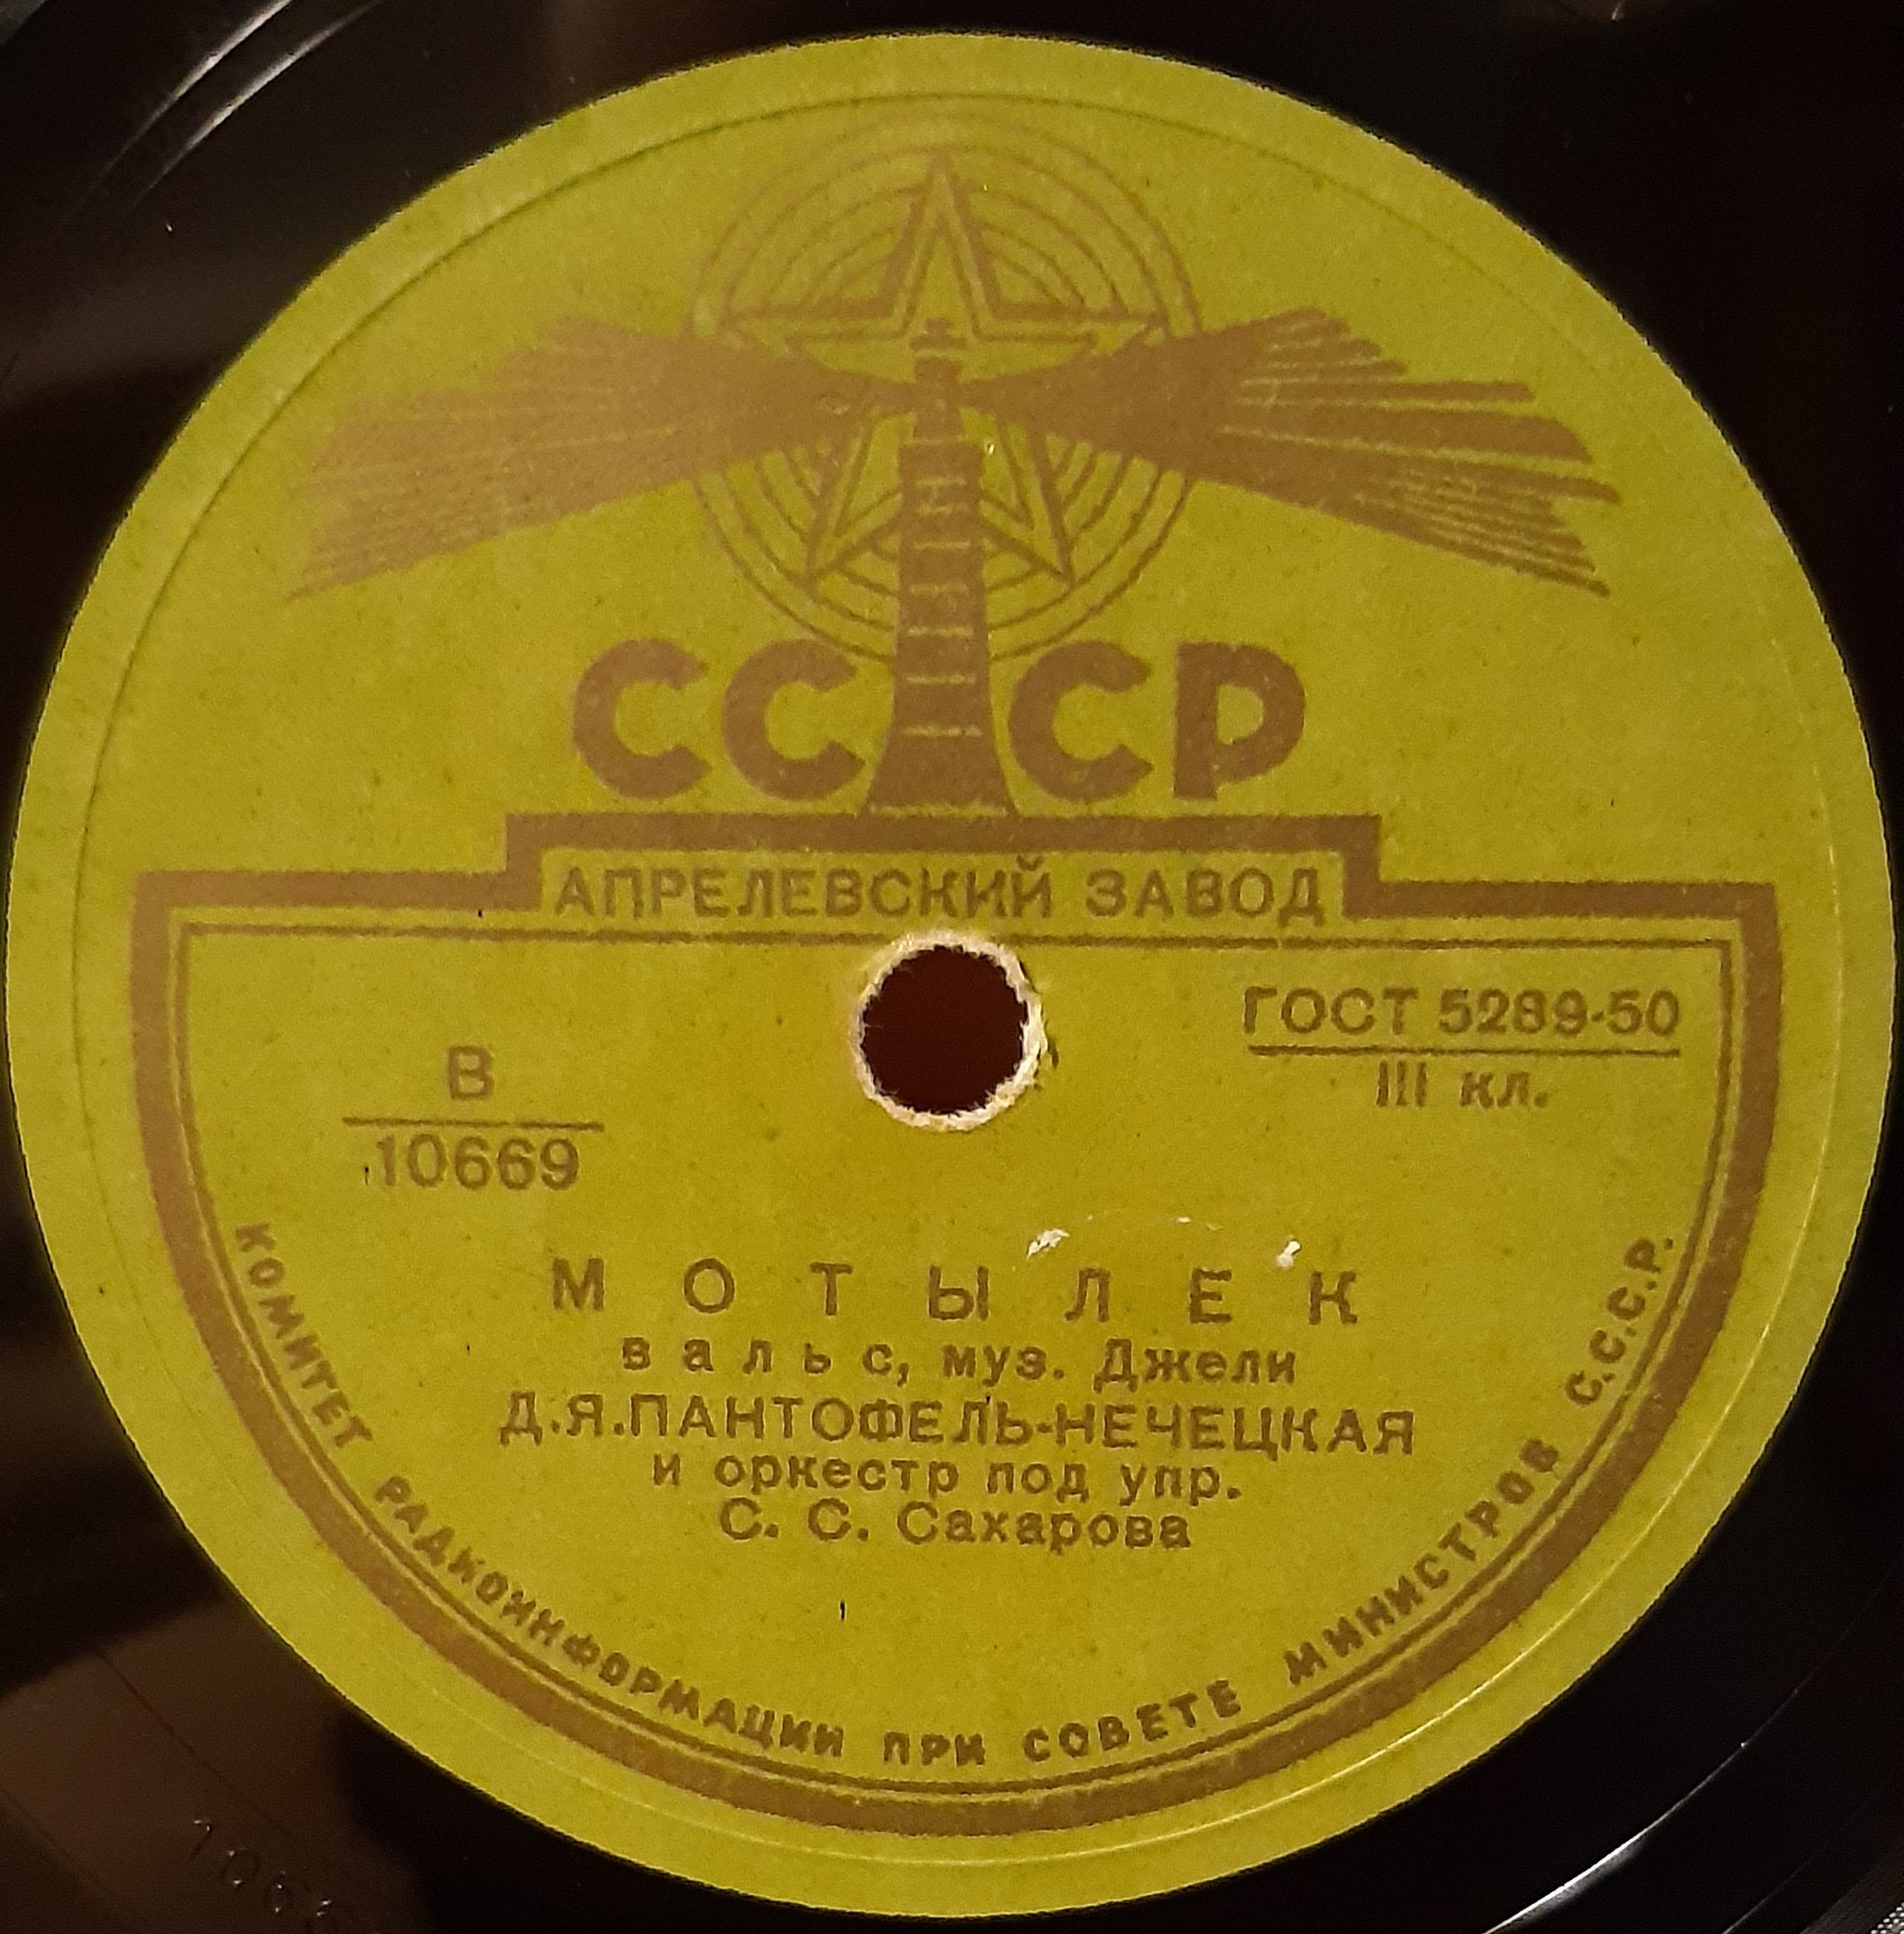 СССР
АПРЕЛЕВСКИЙ ЗАВОД
ГОСТ 5289-50
III кл.
В
10669
МОТЫЛЕК
вальс, муз. Джели
Д.Я.ПАНТОФЕЛЬ-НЕЧЕЦКАЯ
и оркестр под упр.
С. С. Сахарова
КОМИТЕТ РАДИОИНФОРМАЦИИ ПРИ СОВЕТЕ МИНИСТРОВ С.С.С.Р.